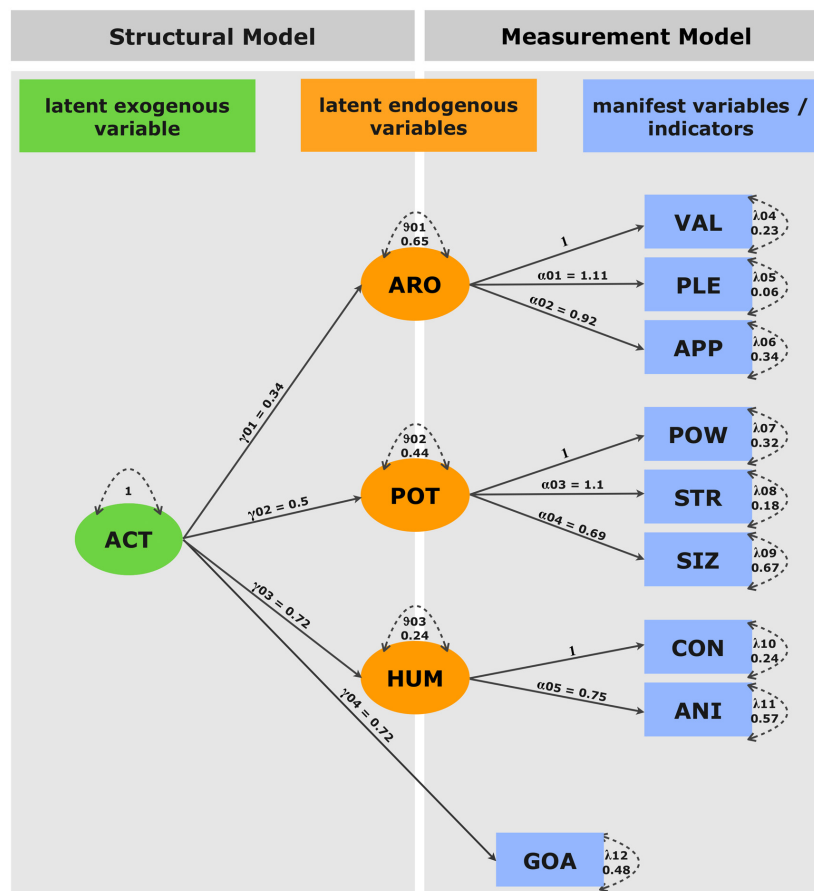 Structural Model
Measurement Model
latent exogenous
variable
latent endogenous
variables
manifest variables /
indicators
ϑ01
0.65
ARO
1
α01 = 1.11
α02 = 0.92
VAL
λ04
0.23
PLE
λ05
0.06
APP
λ06
0.34
γ01 = 0.34
ϑ02
0.44
POT
1
α03 = 1.1
α04 = 0.69
POW
λ07
0.32
STR
λ08
0.18
SIZ
λ09
0.67
1
ACT
γ02 = 0.5
γ03 = 0.72
γ04 = 0.72
ϑ03
0.24
HUM
1
α05 = 0.75
CON
λ10
0.24
ANI
λ11
0.57
GOA
λ12
0.48